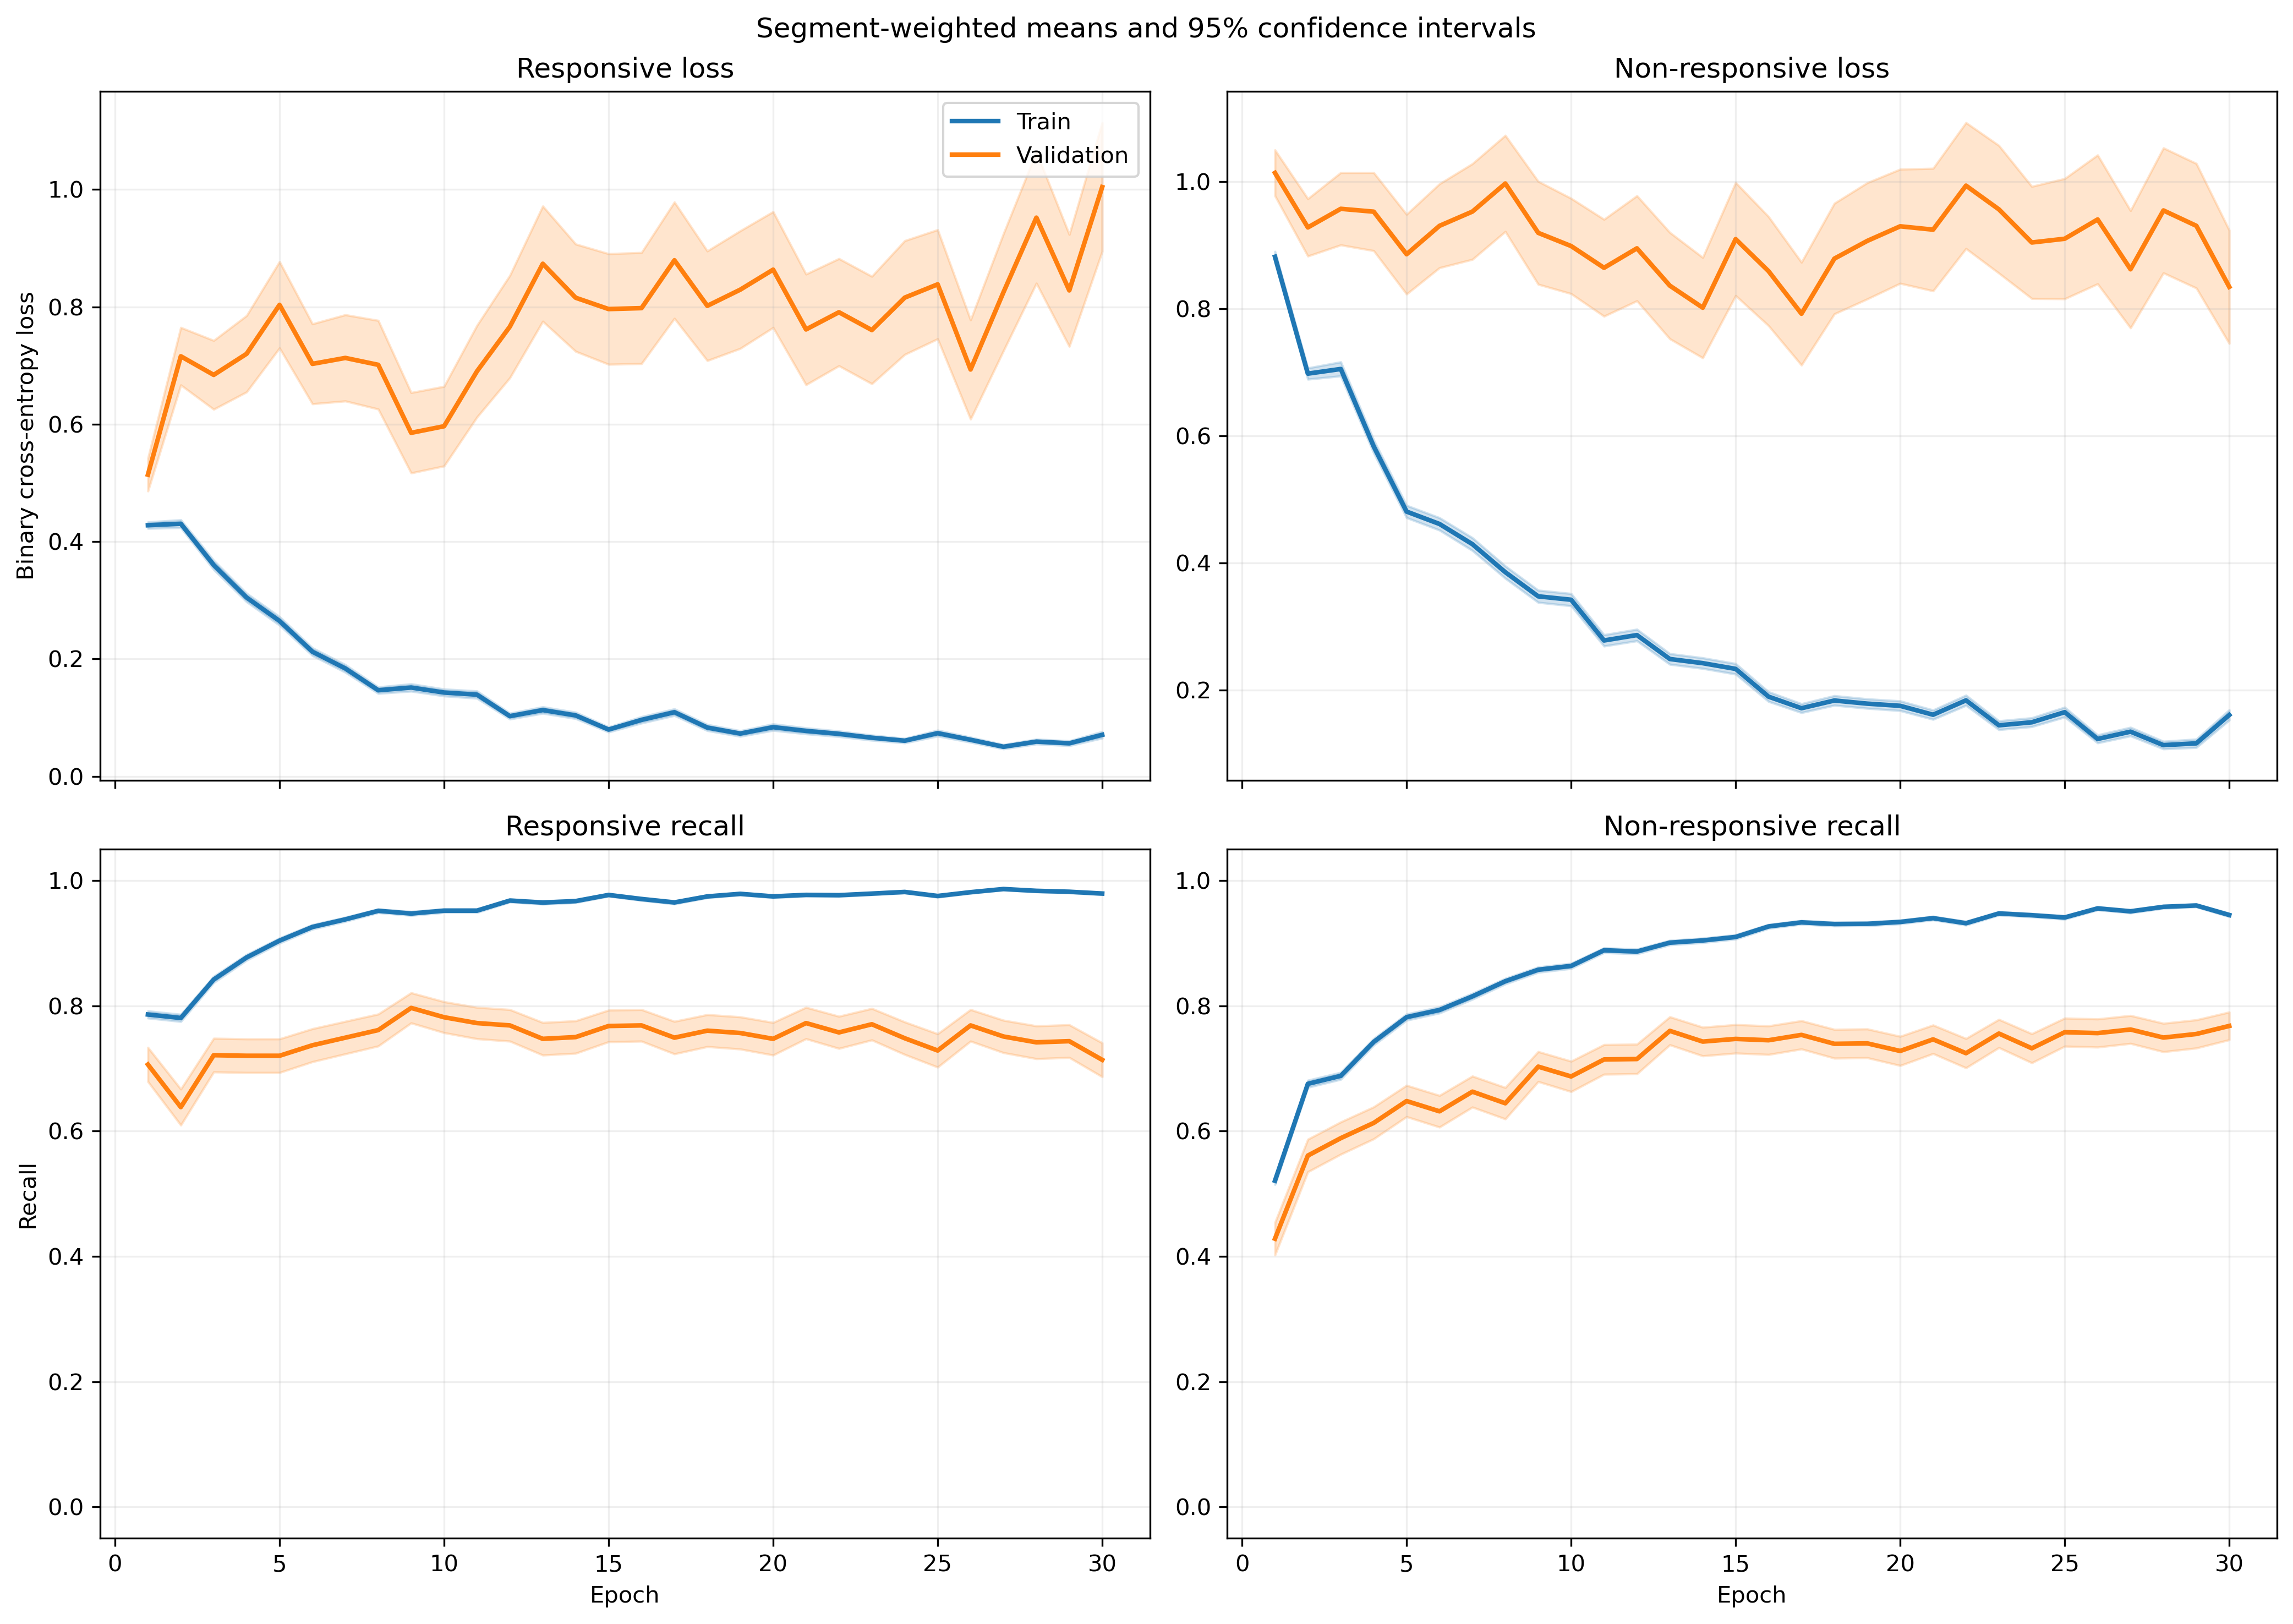 Segment-weighted means and 95% confidence intervals
Responsive loss
Non-responsive loss
Train
Validation
Binary cross-entropy loss
1.0
0.8
0.6
0.4
0.2
0.0
1.0
0.8
0.6
0.4
0.2
Responsive recall
Non-responsive recall
Recall
1.0
0.8
0.6
0.4
0.2
0.0
0 5 10 15 20 25 30
Epoch
1.0
0.8
0.6
0.4
0.2
0.0
0 5 10 15 20 25 30
Epoch